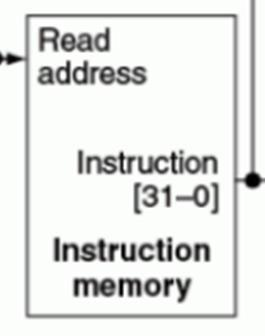 Read
address
Instruction
[31–0]
Instruction
memory